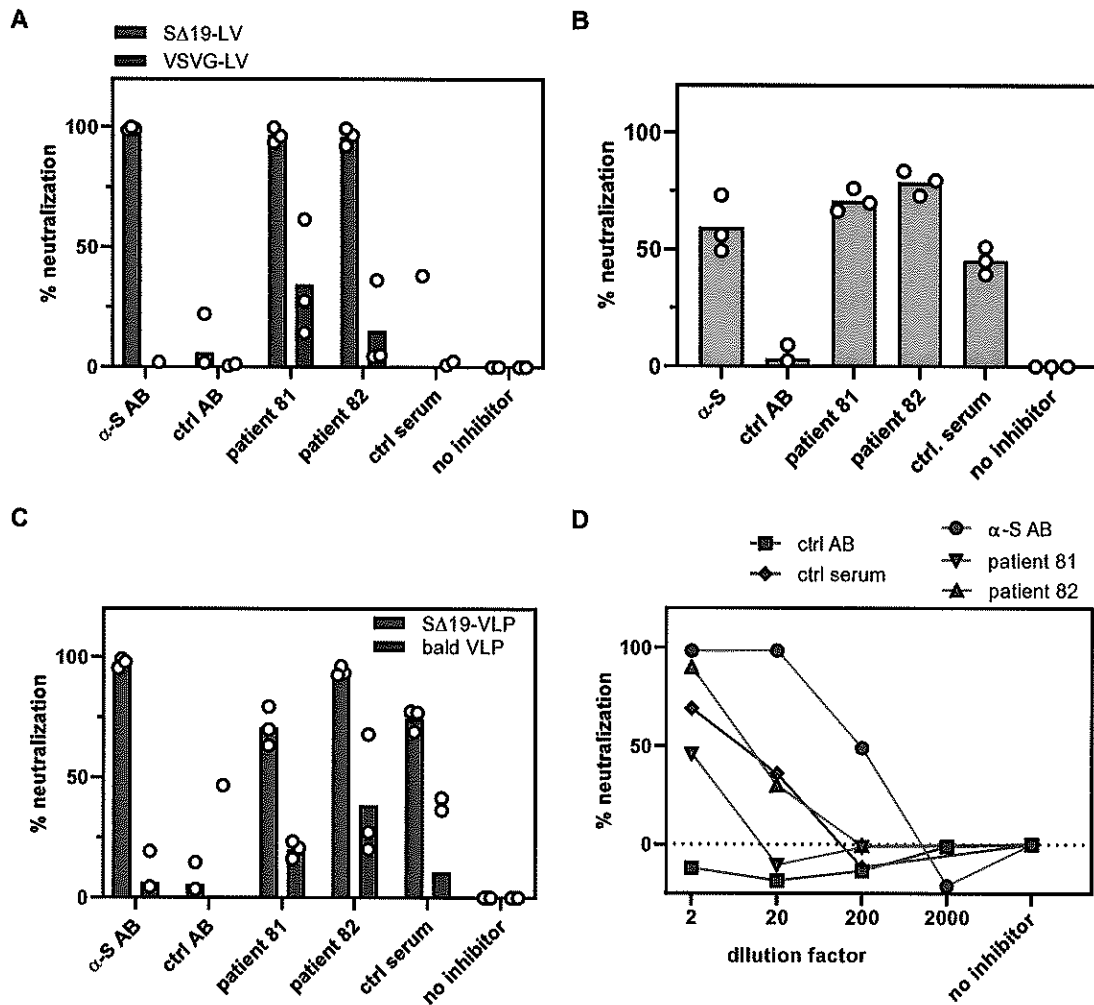 A
SΔ19-LV
VSVG-LV
% neutralization
100
50
0
α-S AB
ctrl AB
patient 81
patient 82
ctrl serum
no inhibitor
B
% neutralization
100
50
0
α-S
ctrl AB
patient 81
patient 82
ctrl. serum
no inhibitor
C
SΔ19-VLP
bald VLP
% neutralization
100
50
0
α-S AB
ctrl AB
patient 81
patient 82
ctrl serum
no inhibitor
D
ctrl AB
ctrl serum
α-S AB
patient 81
patient 82
% neutralization
100
50
0
2
20
200
2000
no inhibitor
dilution factor